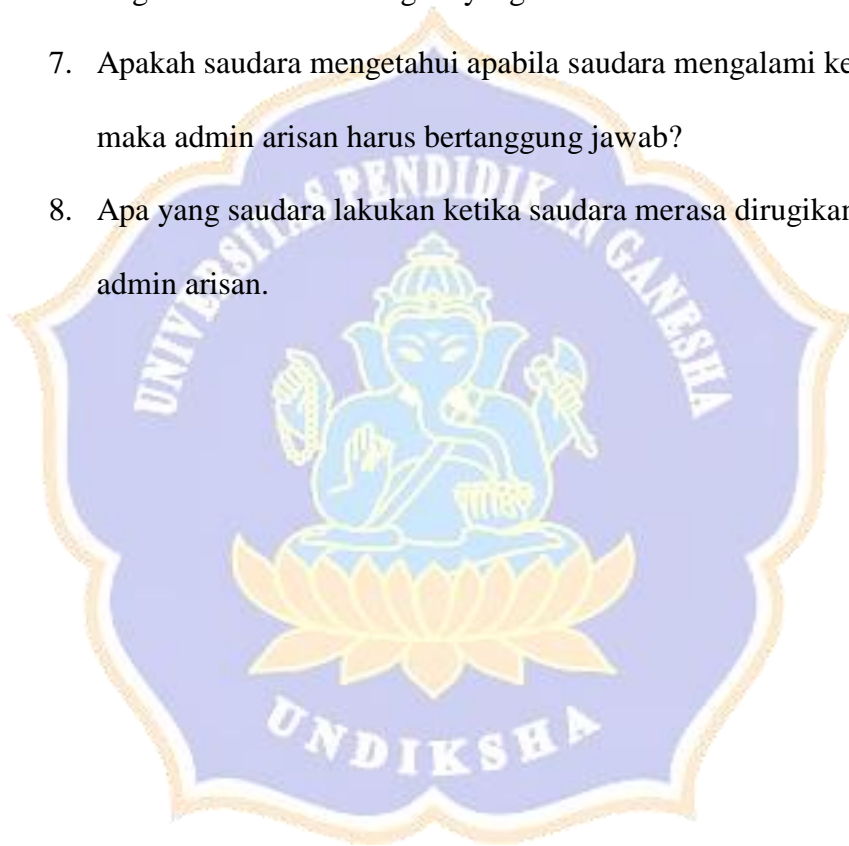 7. Apakah saudara mengetahui apabila saudara mengalami ke
maka admin arisan harus bertanggung jawab?
8. Apa yang saudara lakukan ketika saudara merasa dirugikan
admin arisan.
UNIVERSITAS PENDIDIKAN GANESHA
UNDIKSHA